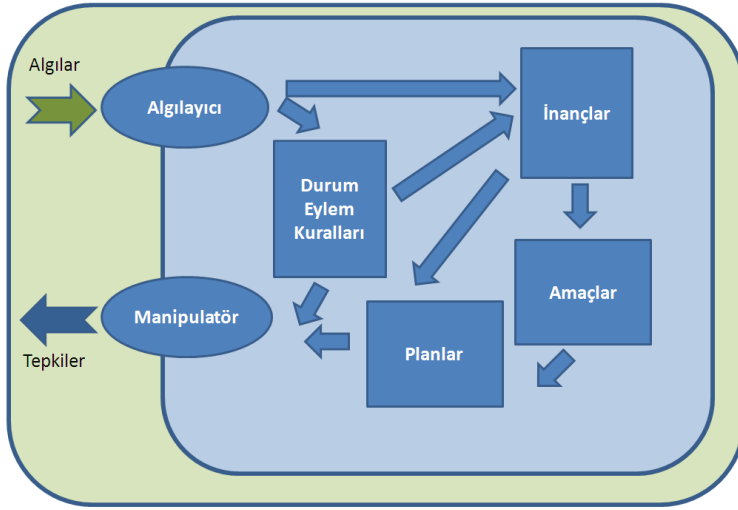 Algılar
Algılayıcı
İnançlar
Durum
Eylem
Kuralları
Amaçlar
Manipulatör
Planlar
Tepkiler